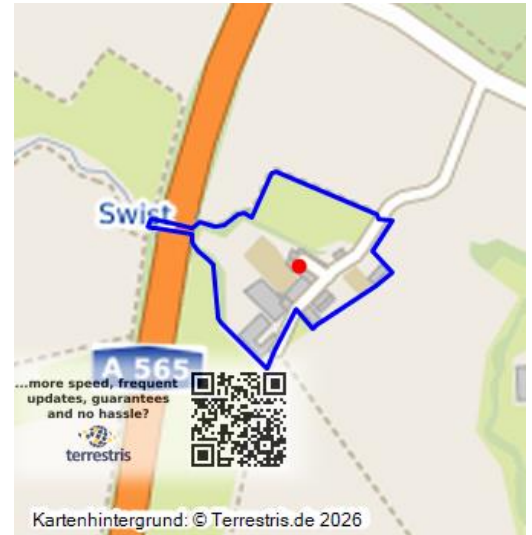 Swist
A 565
...more speed, frequent
updates, guarantees
and no hassle?
terrestris
Kartenhintergrund: © Terrestris.de 2026